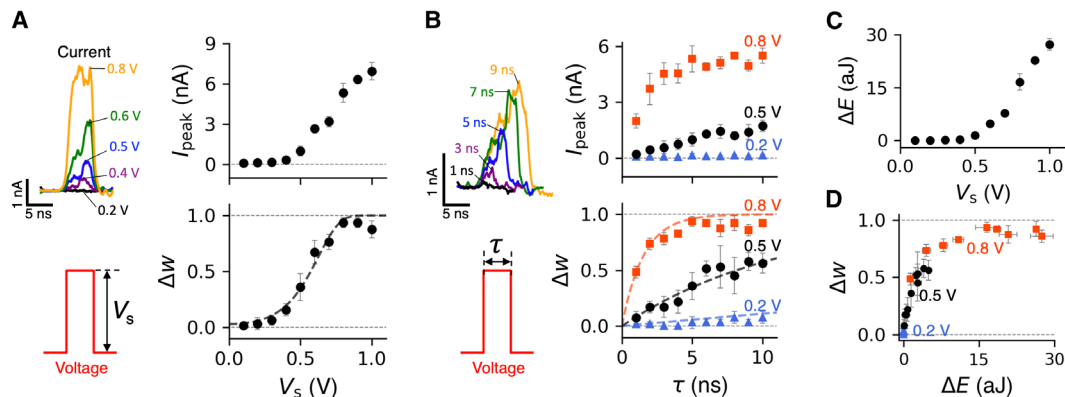 A
Current
0.8 V
0.6 V
0.5 V
0.4 V
0.2 V
1 nA
5 ns
Voltage
V_s
I_peak (nA)
9
6
3
0
Δw
1.0
0.5
0.0
0.0
0.5
1.0
V_s (V)
B
9 ns
7 ns
5 ns
3 ns
1 ns
1 nA
5 ns
τ
Voltage
I_peak (nA)
6
3
0
0.8 V
0.5 V
0.2 V
Δw
1.0
0.5
0.0
0.8 V
0.5 V
0.2 V
0
5
10
τ (ns)
C
ΔE (aJ)
30
20
10
0
0.0
0.5
1.0
V_s (V)
D
Δw
1.0
0.5
0.0
0.8 V
0.5 V
0.2 V
0
15
30
ΔE (aJ)